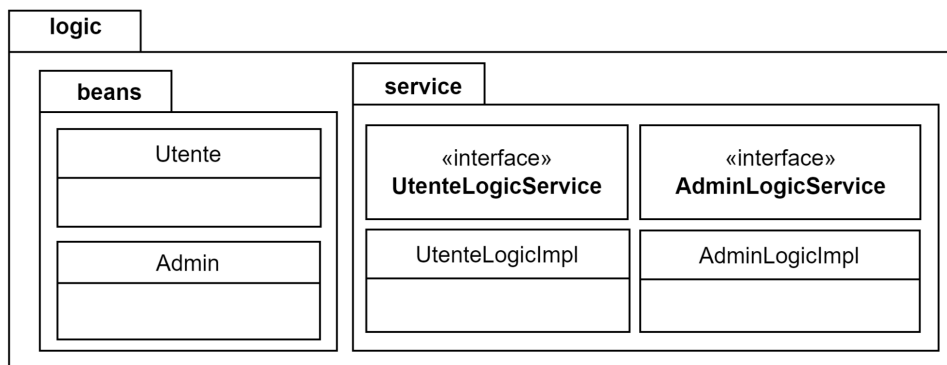 logic
beans
Utente
Admin
service
«interface»
UtenteLogicService
«interface»
AdminLogicService
UtenteLogicImpl
AdminLogicImpl